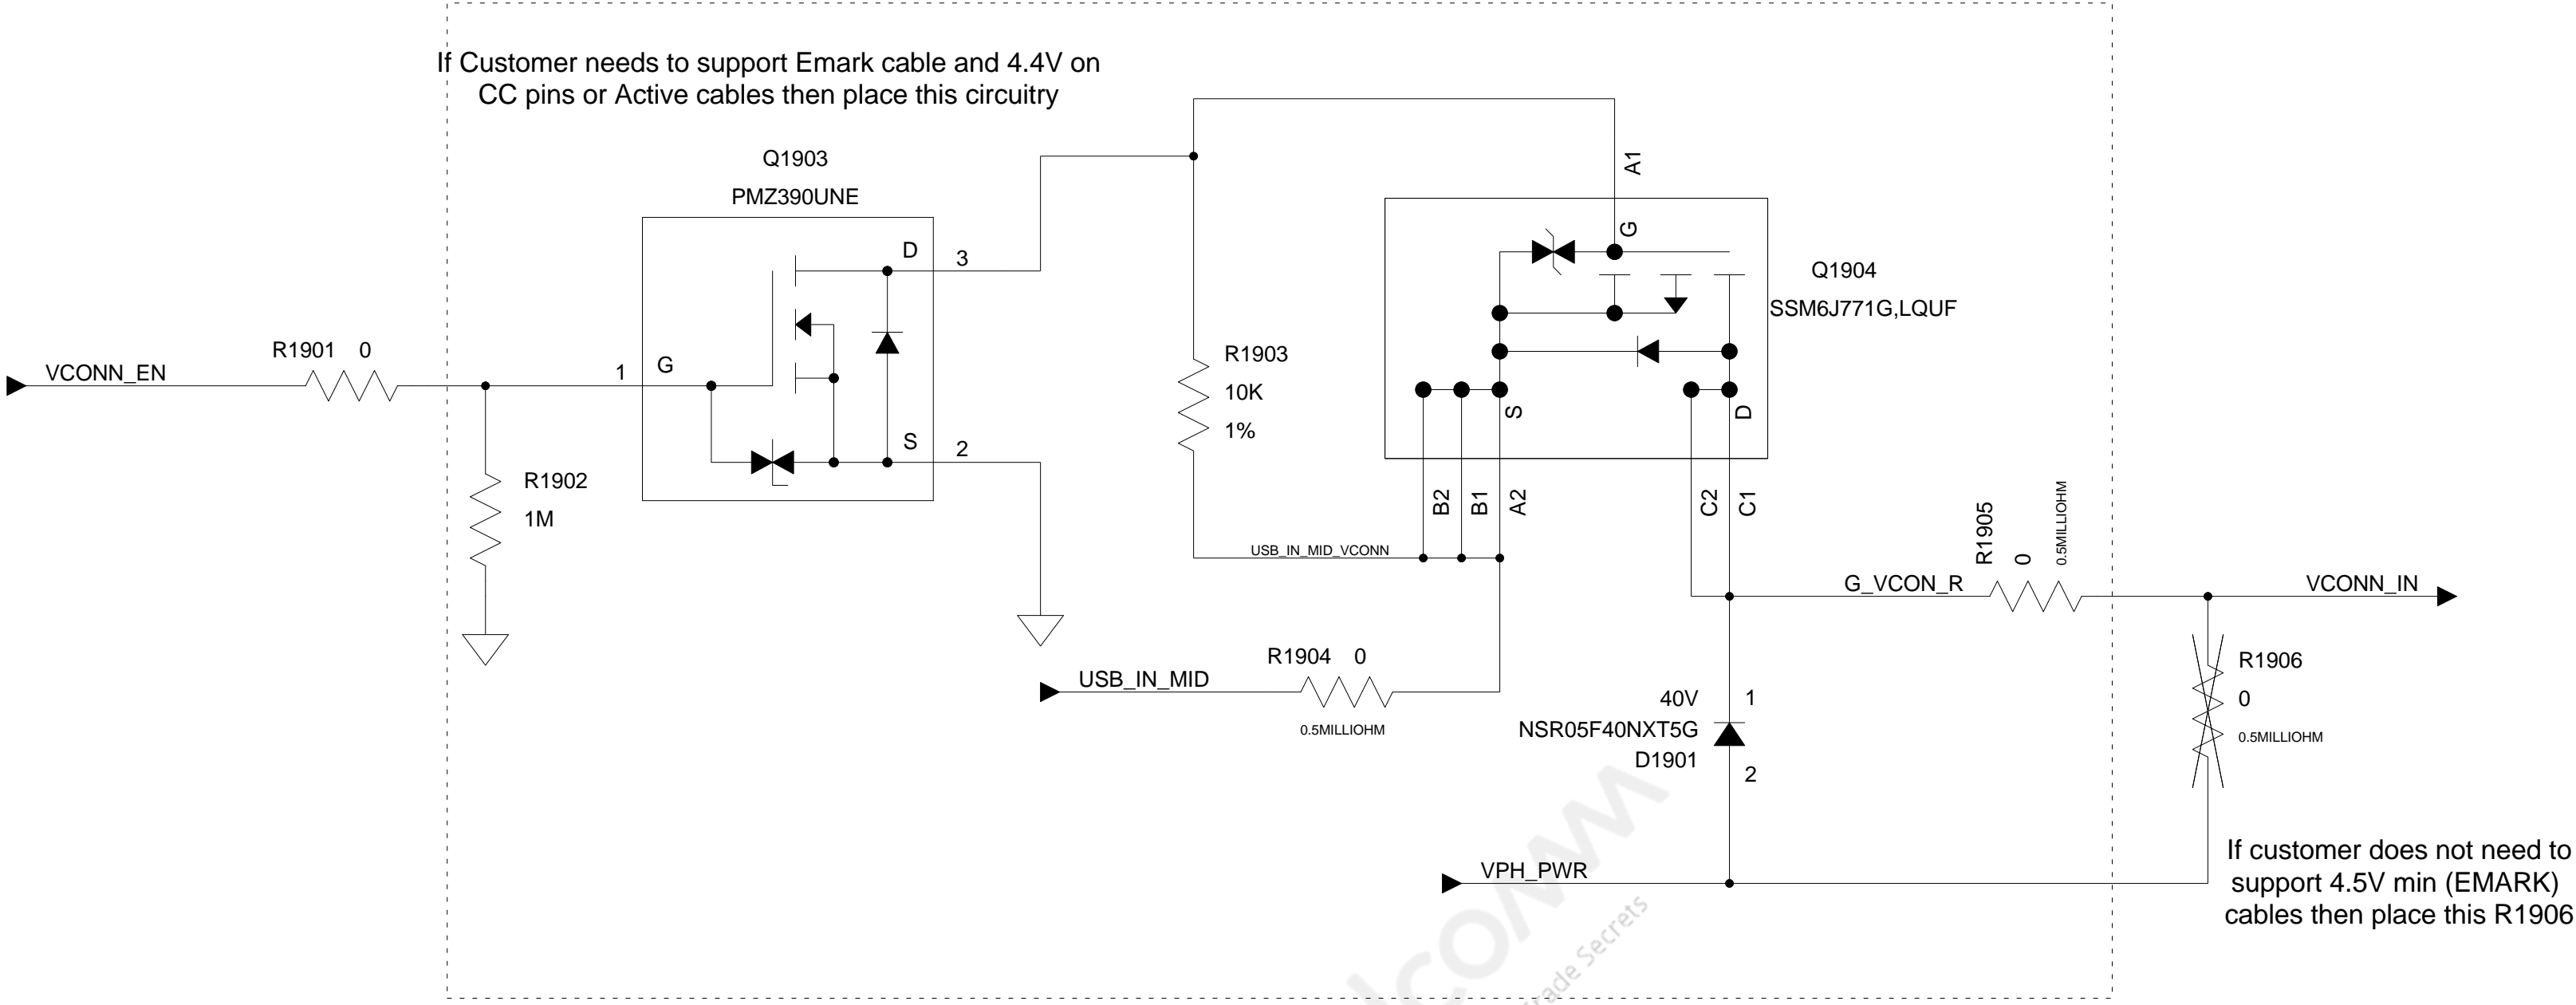 If Customer needs to support Emark cable and 4.4V on
CC pins or Active cables then place this circuitry
Q1903
PMZ390UNE
D
3
G
1
S
2
VCONN_EN
R1901 0
R1902
1M
R1903
10K
1%
A1
G
Q1904
SSM6J771G,LQUF
S
D
B2
B1
A2
C2
C1
USB_IN_MID_VCONN
USB_IN_MID
R1904 0
0.5MILLIOHM
G_VCON_R
R1905
0
0.5MILLIOHM
VCONN_IN
40V
NSR05F40NXT5G
D1901
1
2
VPH_PWR
R1906
0
0.5MILLIOHM
If customer does not need to
support 4.5V min (EMARK)
cables then place this R1906
Secrets